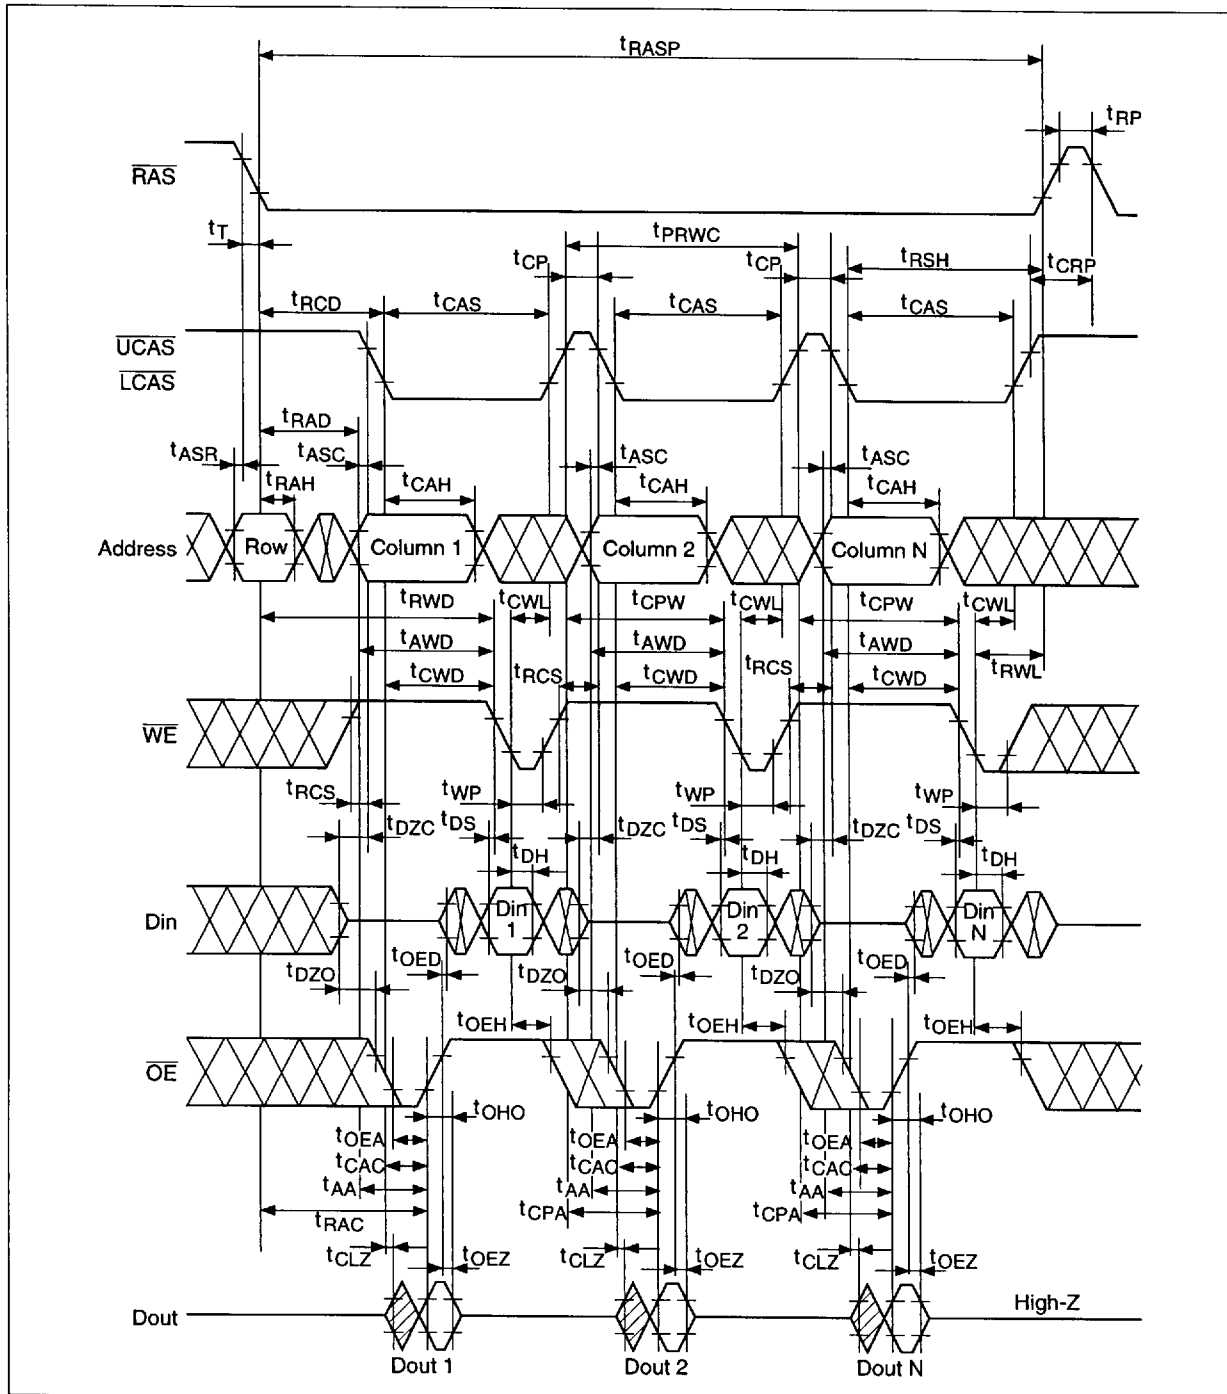 tRASP
tRP
RAS
tT
tPRWC
tCP
tCP
tRSH
tCRP
tRCD
tCAS
tCAS
tCAS
UCAS
LCAS
tRAD
tASR
tASC
tASC
tASC
tRAH
tCAH
tCAH
tCAH
Address
Row
Column 1
Column 2
Column N
tRWD
tCWL
tCPW
tCWL
tCPW
tCWL
tAWD
tAWD
tAWD
tCWD
tRCS
tCWD
tRCS
tCWD
tRWL
WE
tRCS
tWP
tWP
tWP
tDZC
tDS
tDZC
tDS
tDZC
tDS
tDH
tDH
tDH
Din
Din 1
Din 2
Din N
tDZO
tOED
tDZO
tOED
tDZO
tOED
tOEH
tOEH
tOEH
OE
tOHO
tOHO
tOHO
tOEA
tOEA
tOEA
tCAC
tCAC
tCAC
tAA
tAA
tAA
tRAC
tCPA
tCPA
tCLZ
tOEZ
tCLZ
tOEZ
tCLZ
tOEZ
Dout
High-Z
Dout 1
Dout 2
Dout N